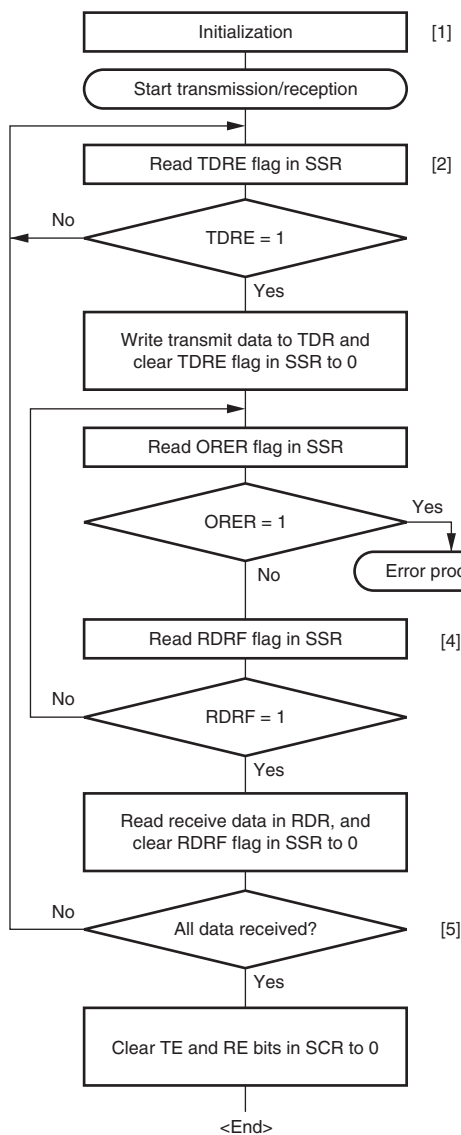 Initialization [1]
Start transmission/reception
Read TDRE flag in SSR [2]
No
TDRE = 1
Yes
Write transmit data to TDR and
clear TDRE flag in SSR to 0
Read ORER flag in SSR
Yes
ORER = 1
No
Error
Read RDRF flag in SSR [4]
No
RDRF = 1
Yes
Read receive data in RDR, and
clear RDRF flag in SSR to 0
No
All data received? [5]
Yes
Clear TE and RE bits in SCR to 0
<End>